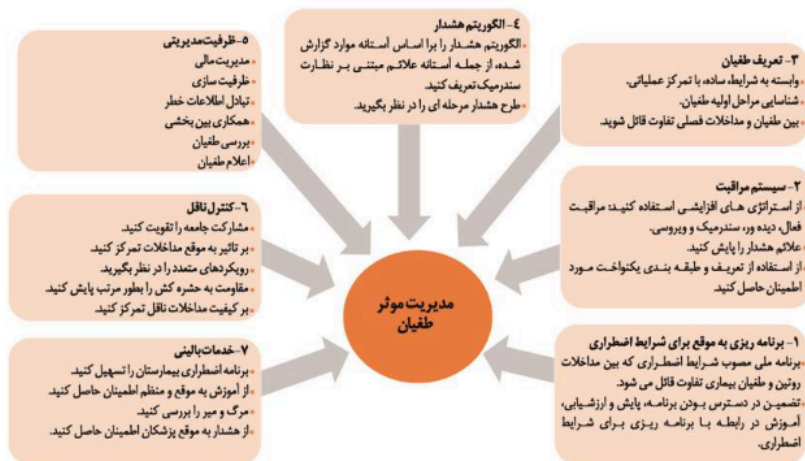 ۱- برنامه ریزی به موقع برای شرایط اضطراری
•برنامه ملی مصوب شرایط اضطراری که بین مداخلات
روتین و طغیان بیماری تفاوت قائل می شود.
•تضمین در دسترس بودن برنامه، پایش و ارزشیابی،
آموزش در رابطه با برنامه ریزی برای شرایط
اضطراری.
۲- سیستم مراقبت
•از استراتژی های افزایشی استفاده کنید: مراقبت
فعال، دیده ور، سندرمیک و ویروسی.
•علائم هشدار را پایش کنید.
•از استفاده از تعریف و طبقه بندی یکنواخت مورد
اطمینان حاصل کنید.
۳- تعریف طغیان
•وابسته به شرایط، ساده، با تمرکز عملیاتی.
•شناسایی مراحل اولیه طغیان.
•بین طغیان و مداخلات فصلی تفاوت قائل شوید.
۴- الگوریتم هشدار
•الگوریتم هشدار را برا اساس آستانه موارد گزارش
شده، از جمله آستانه علائم مبتنی بر نظارت
سندرمیک تعریف کنید.
•طرح هشدار مرحله ای را در نظر بگیرید.
۵- ظرفیت مدیریتی
•مدیریت مالی
•ظرفیت سازی
•تبادل اطلاعات خطر
•همکاری بین بخشی
•بررسی طغیان
•اعلام طغیان
۶- کنترل ناقل
•مشارکت جامعه را تقویت کنید.
•بر تاثیر به موقع مداخلات تمرکز کنید.
•رویکردهای متعدد را در نظر بگیرید.
•مقاومت به حشره کش را بطور مرتب پایش کنید.
•بر کیفیت مداخلات ناقل تمرکز کنید.
۷- خدمات بالینی
•برنامه اضطراری بیمارستان را تسهیل کنید.
•از آموزش به موقع و منظم اطمینان حاصل کنید.
•مرگ و میر را بررسی کنید.
•از هشدار به موقع پزشکان اطمینان حاصل کنید.
مدیریت موثر
طغیان